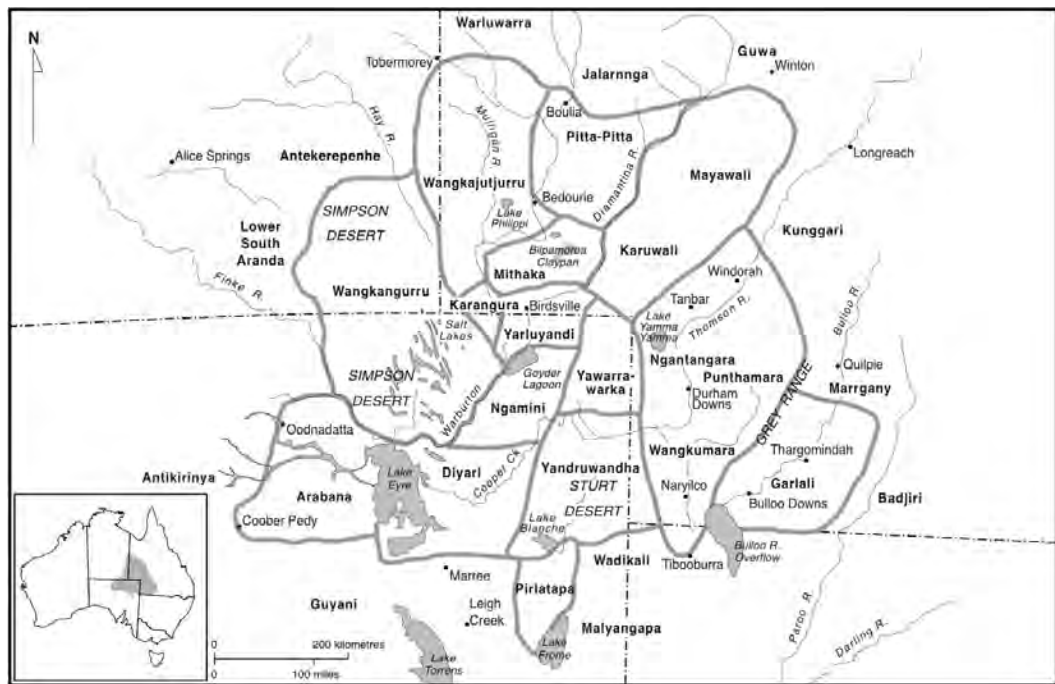 N
Warluwarra
Tobermorey
Guwa
Winton
Jalarnnga
Boulia
Hay R.
Mulligan R
Pitta-Pitta
Alice Springs
Antekerepenhe
Longreach
Wangkajutjurru
Diamantina R.
Mayawali
Bedourie
SIMPSON
DESERT
Lake
Philippi
Lower
South
Aranda
Kunggari
Bilpamorea
Claypan
Karuwali
Mithaka
Windorah
Finke R.
Wangkangurru
Karangura
Birdsville
Tanbar
Thomson R.
Bulloo R.
Salt
Lakes
Yarluyandi
Lake
Yamma
Yamma
Ngantangara
Quilpie
Goyder
Lagoon
Yawarra-
warka
Punthamara
SIMPSON
DESERT
Durham
Downs
Marrgany
Warburton
Ngamini
GREY RANGE
Oodnadatta
Wangkumara
Thargomindah
Diyari
Cooper Ck
Yandruwandha
Antikirinya
Lake
Eyre
STURT
DESERT
Naryilco
Garlali
Badjiri
Arabana
Bulloo Downs
Coober Pedy
Lake
Blanche
Bulloo R.
Overflow
Wadikali
Tibooburra
Marree
Pirlatapa
Guyani
Leigh
Creek
Malyangapa
Paroo R.
0
200 kilometres
0
100 miles
Lake
Torrens
Lake
Frome
Darling R.